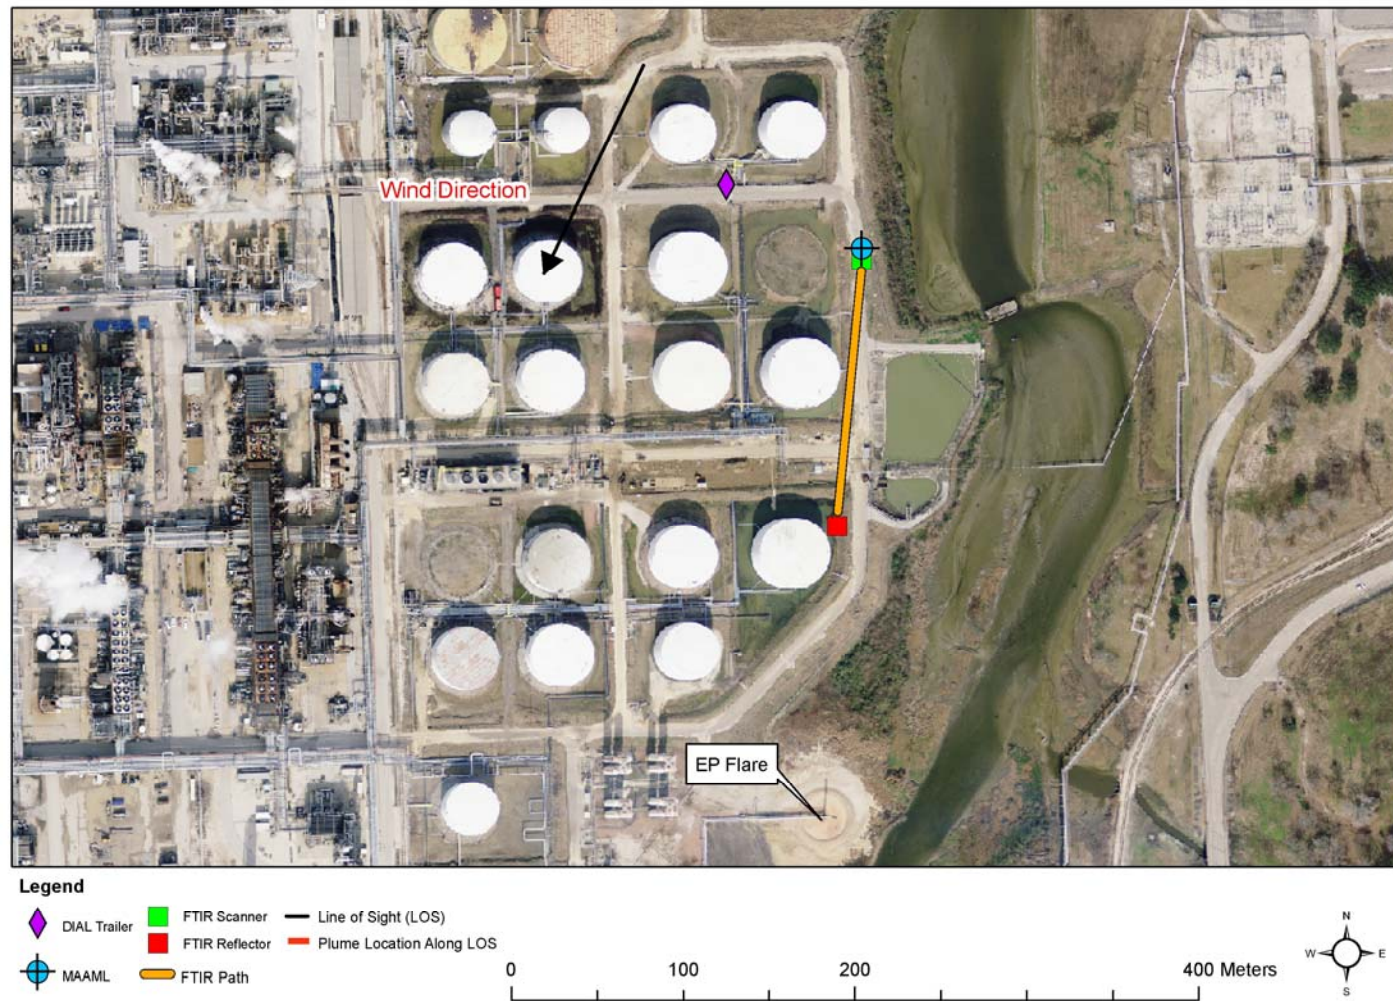 Wind Direction
EP Flare
Legend
DIAL Trailer
MAAML
FTIR Scanner
FTIR Reflector
FTIR Path
Line of Sight (LOS)
Plume Location Along LOS
0 100 200 400 Meters
N
W E
S